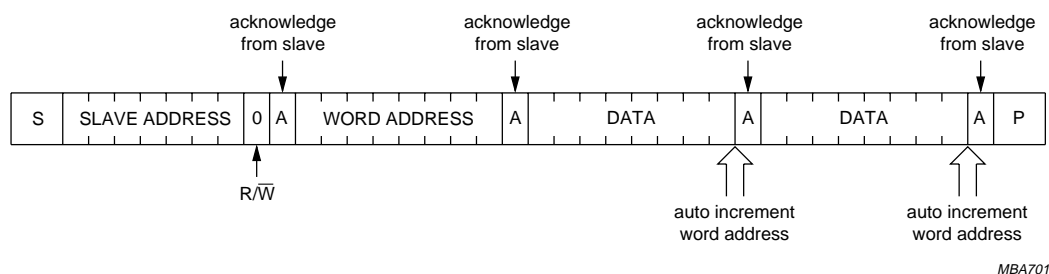 acknowledge
from slave
acknowledge
from slave
acknowledge
from slave
acknowledge
from slave
S SLAVE ADDRESS 0 A WORD ADDRESS A DATA A DATA A P
R/W̅
auto increment
word address
auto increment
word address
MBA701